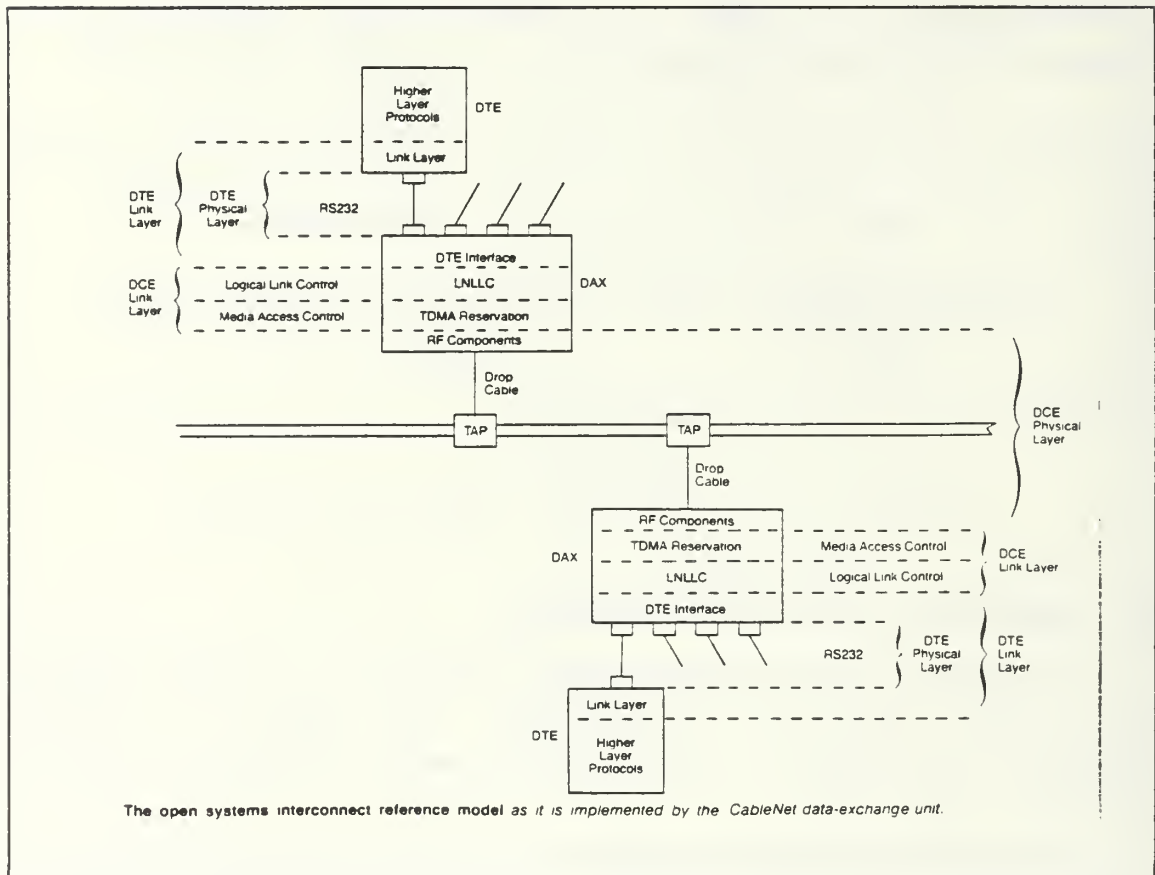 Higher
Layer
Protocols
DTE
Link Layer
DTE
Link
Layer
DTE
Physical
Layer
RS232
DTE Interface
DCE
Link
Layer
Logical Link Control
LNLLC
DAX
Media Access Control
TDMA Reservation
RF Components
Drop
Cable
DCE
Physical
Layer
TAP
TAP
Drop
Cable
RF Components
DAX
TDMA Reservation
Media Access Control
DCE
Link Layer
LNLLC
Logical Link Control
DTE Interface
RS232
DTE
Physical
Layer
DTE
Link
Layer
Link Layer
DTE
Higher
Layer
Protocols
The open systems interconnect reference model as it is implemented by the CableNet data-exchange unit.